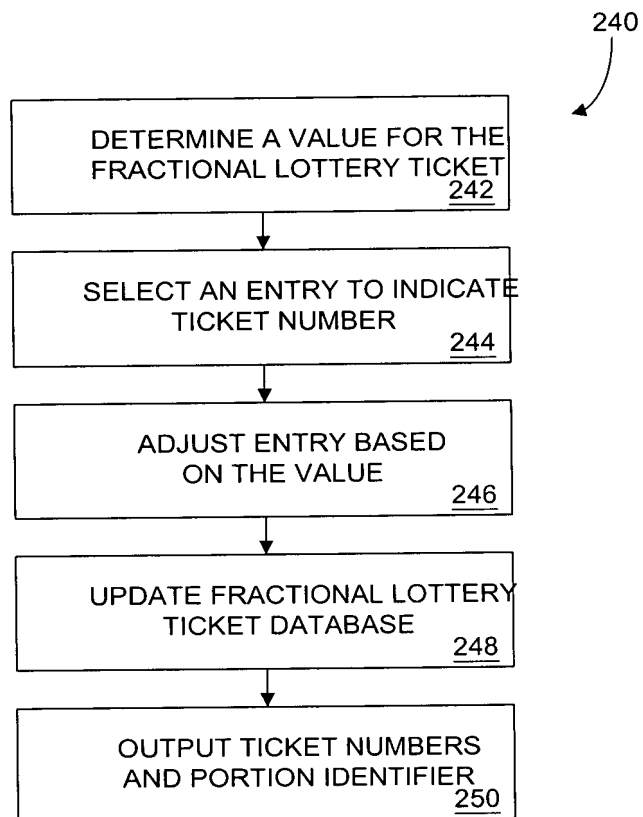 240
DETERMINE A VALUE FOR THE
FRACTIONAL LOTTERY TICKET
242
SELECT AN ENTRY TO INDICATE
TICKET NUMBER
244
ADJUST ENTRY BASED
ON THE VALUE
246
UPDATE FRACTIONAL LOTTERY
TICKET DATABASE
248
OUTPUT TICKET NUMBERS
AND PORTION IDENTIFIER
250